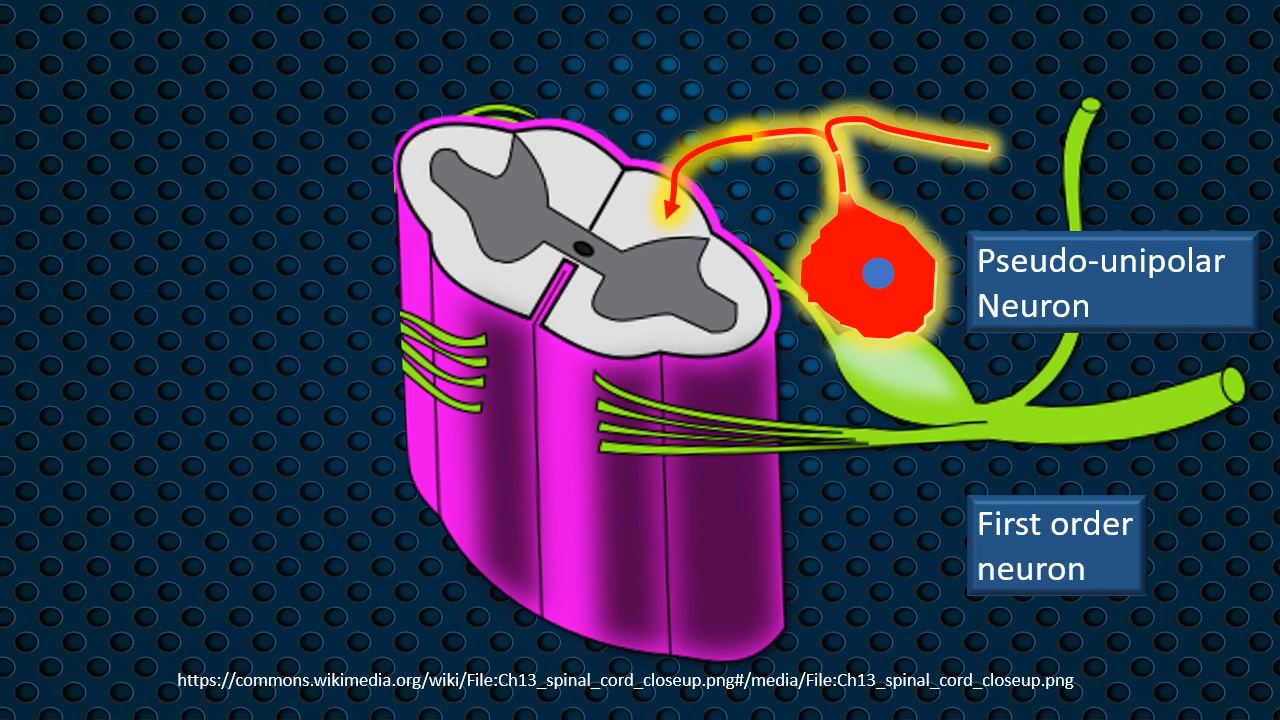 Pseudo-unipolar
Neuron
First order
neuron
https://commons.wikimedia.org/wiki/File:Ch13_spinal_cord_closeup.png#/media/File:Ch13_spinal_cord_closeup.png